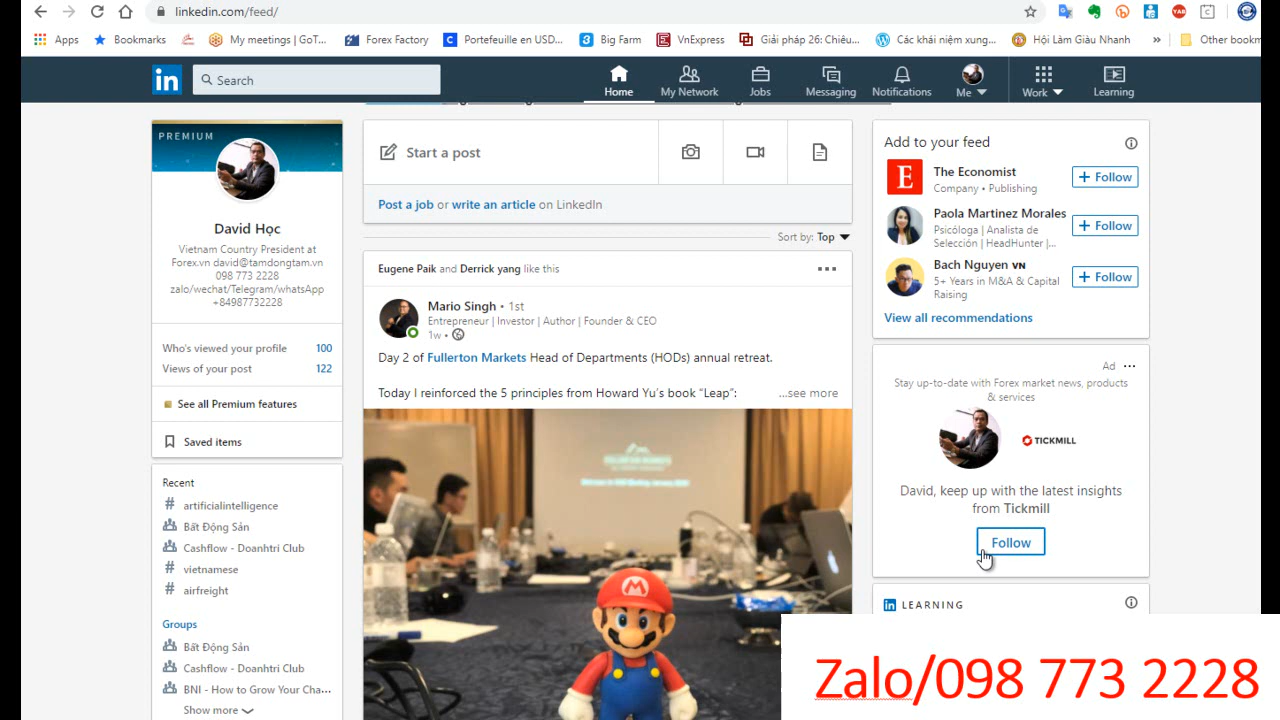 linkedin.com/feed/
Apps
Bookmarks
My meetings | GoT...
Forex Factory
Portefeuille en USD...
Big Farm
VnExpress
Giải pháp 26: Chiêu...
Các khái niệm xung...
Hội Làm Giàu Nhanh
»
Other bookm
in
Search
Home
My Network
Jobs
Messaging
Notifications
Me
Work
Learning
PREMIUM
David Học
Vietnam Country President at
Forex.vn david@tamdongtam.vn
098 773 2228
zalo/wechat/Telegram/whatsApp
+84987732228
Who's viewed your profile 100
Views of your post 122
See all Premium features
Saved items
Recent
# artificialintelligence
Bất Động Sản
Cashflow - Doanhtri Club
# vietnamese
# airfreight
Groups
Bất Động Sản
Cashflow - Doanhtri Club
BNI - How to Grow Your Cha...
Show more
Start a post
Post a job or write an article on LinkedIn
Sort by: Top
Eugene Paik and Derrick yang like this
Mario Singh • 1st
Entrepreneur | Investor | Author | Founder & CEO
1w •
Day 2 of Fullerton Markets Head of Departments (HODs) annual retreat.
Today I reinforced the 5 principles from Howard Yu's book “Leap”:
...see more
M
Add to your feed
E
The Economist
Company • Publishing
+ Follow
Paola Martinez Morales
Psicóloga | Analista de
Selección | HeadHunter |...
+ Follow
Bach Nguyen VN
5+ Years in M&A & Capital
Raising
+ Follow
View all recommendations
Ad
Stay up-to-date with Forex market news, products
& services
TICKMILL
David, keep up with the latest insights
from Tickmill
Follow
in LEARNING
Zalo/098 773 2228